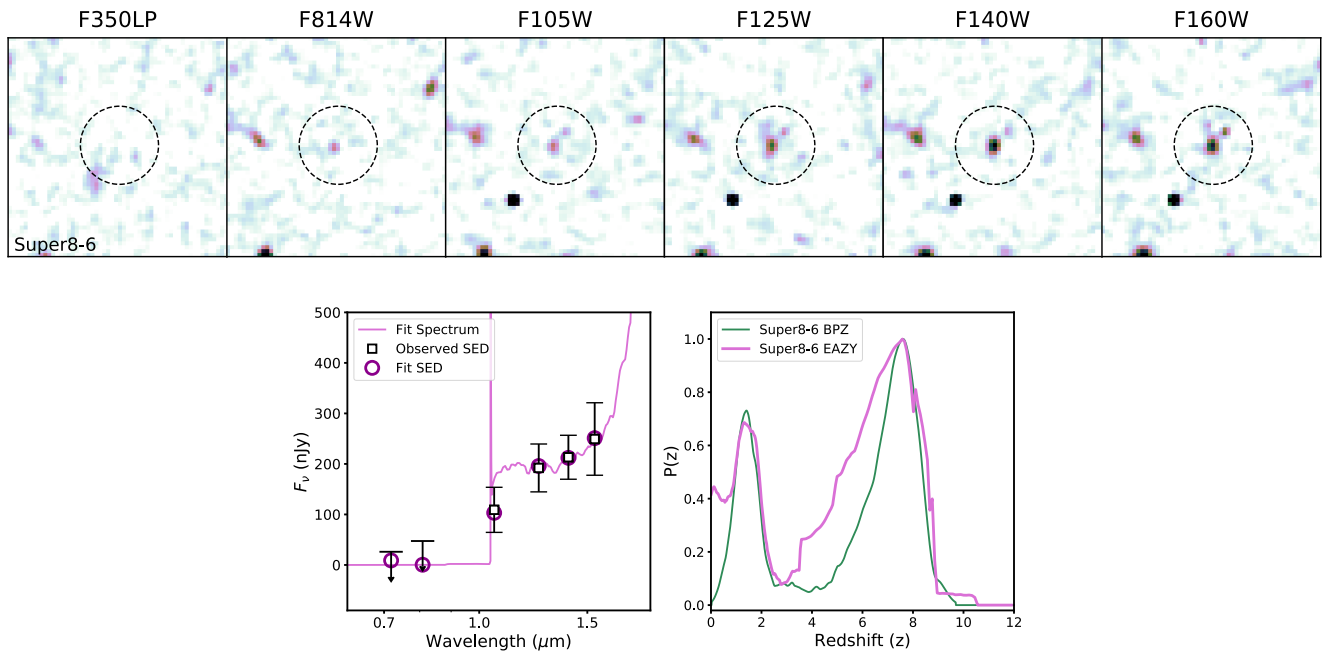 F350LP F814W F105W F125W F140W F160W
Super8-6
Fit Spectrum
Observed SED
Fit SED
500
400
300
200
100
0
F_ν (nJy)
0.7 1.0 1.5
Wavelength (μm)
Super8-6 BPZ
Super8-6 EAZY
1.0
0.8
0.6
0.4
0.2
0.0
P(z)
0 2 4 6 8 10 12
Redshift (z)